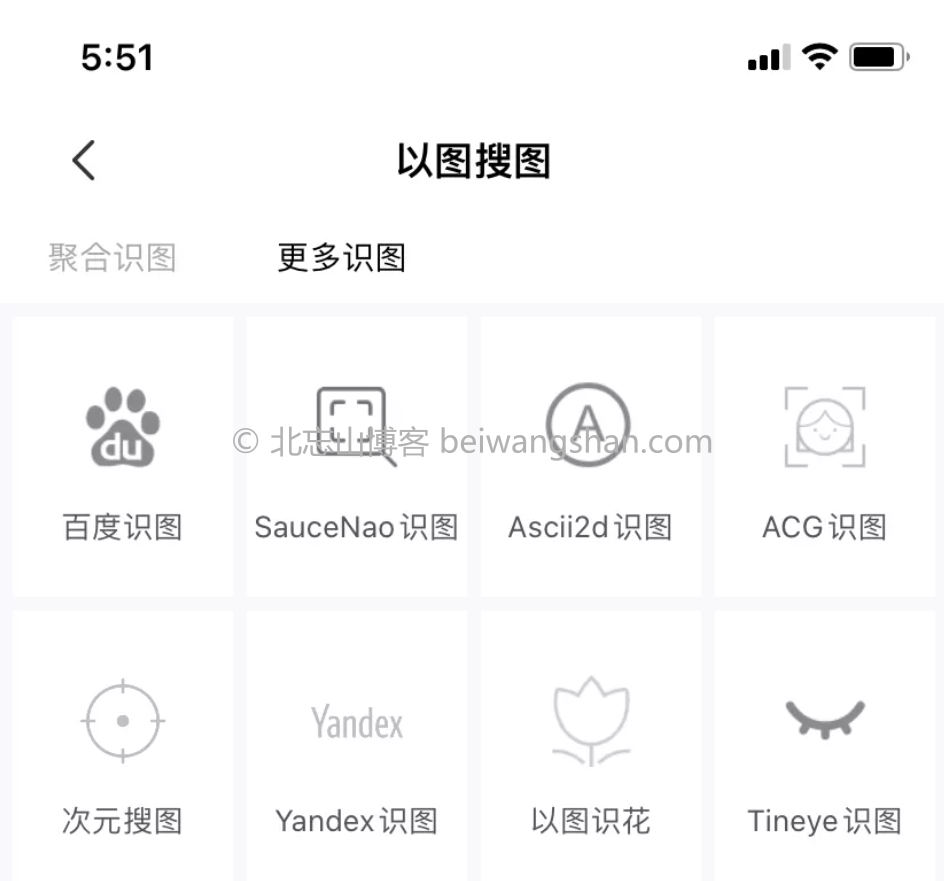 5:51
以图搜图
聚合识图 更多识图
du A
© 北忘山博客 beiwangshan.com
百度识图 SauceNao识图 Ascii2d识图 ACG识图
Yandex
次元搜图 Yandex识图 以图识花 Tineye识图